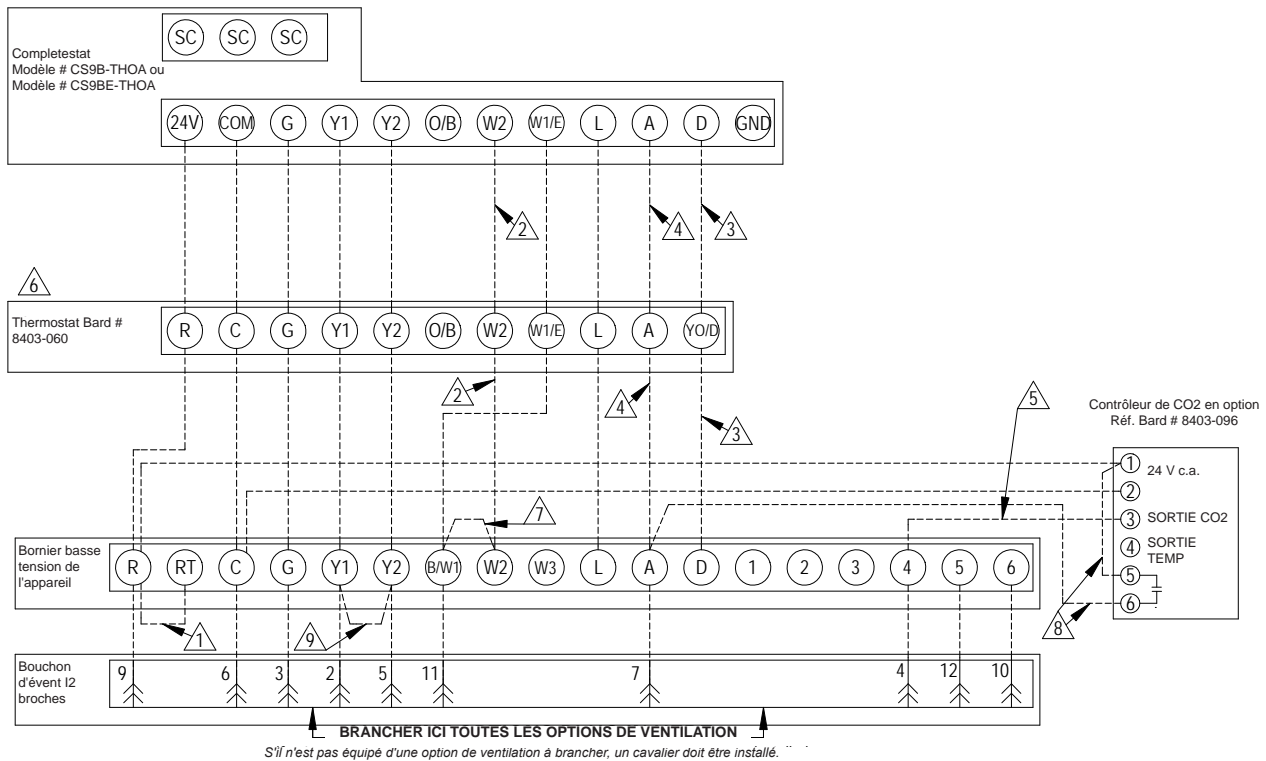 SC SC SC
Completestat
Modèle # CS9B-THOA ou
Modèle # CS9BE-THOA
24V COM G Y1 Y2 O/B W2 W1/E L A D GND
2 4 3
6
Thermostat Bard #
8403-060
R C G Y1 Y2 O/B W2 W1/E L A YO/D
2 4 3 5
Contrôleur de CO2 en option
Réf. Bard # 8403-096
1 24 V c.a.
2
3 SORTIE CO2
4 SORTIE
TEMP
5
6
7
8
Bornier basse
tension de
l'appareil
R RT C G Y1 Y2 B/W1 W2 W3 L A D 1 2 3 4 5 6
1 9
Bouchon
d'évent l2
broches
9 6 3 2 5 11 7 4 12 10
BRANCHER ICI TOUTES LES OPTIONS DE VENTILATION
S'il n'est pas équipé d'une option de ventilation à brancher, un cavalier doit être installé.